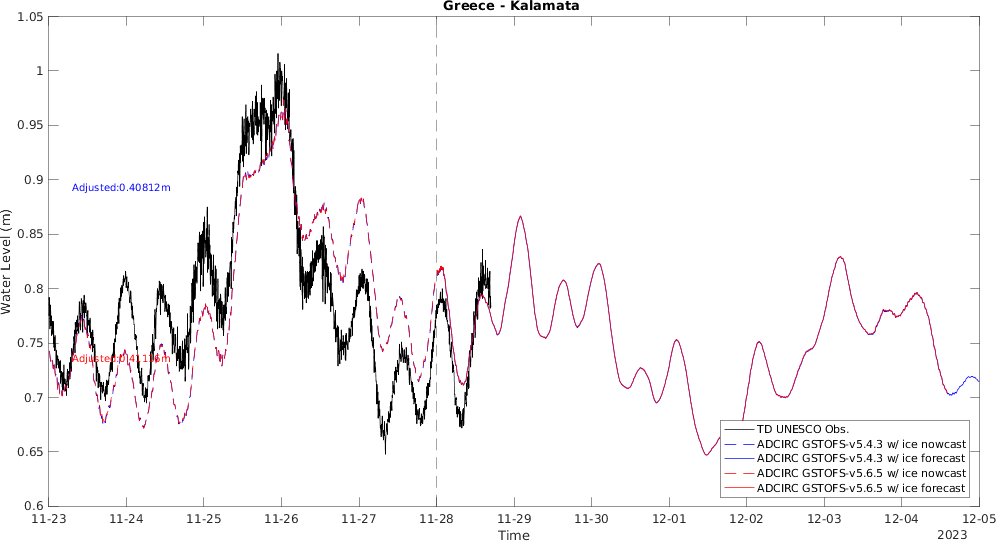 Greece - Kalamata
1.05
1
0.95
0.9
0.85
0.8
0.75
0.7
0.65
0.6
Water Level (m)
Adjusted:0.40812m
Adjusted:0.41176m
TD UNESCO Obs.
ADCIRC GSTOFS-v5.4.3 w/ ice nowcast
ADCIRC GSTOFS-v5.4.3 w/ ice forecast
ADCIRC GSTOFS-v5.6.5 w/ ice nowcast
ADCIRC GSTOFS-v5.6.5 w/ ice forecast
11-23 11-24 11-25 11-26 11-27 11-28 11-29 11-30 12-01 12-02 12-03 12-04 12-05
Time
2023